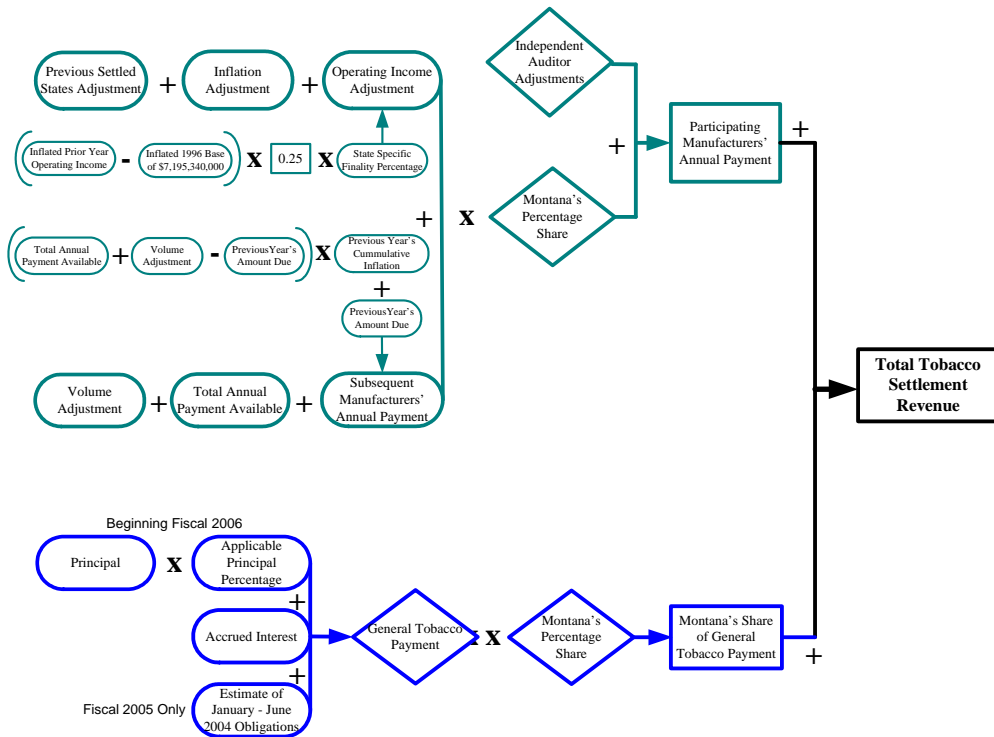 Previous Settled
States Adjustment
+
Inflation
Adjustment
+
Operating Income
Adjustment
Independent
Auditor
Adjustments
(
Inflated Prior Year
Operating Income
-
Inflated 1996 Base
of $7,195,340,000
)
x
0.25
x
State Specific
Finality Percentage
+
Participating
Manufacturers'
Annual Payment
+
+
x
Montana's
Percentage
Share
(
Total Annual
Payment Available
+
Volume
Adjustment
-
PreviousYear's
Amount Due
)
x
Previous Year's
Cummulative
Inflation
+
PreviousYear's
Amount Due
Volume
Adjustment
+
Total Annual
Payment Available
+
Subsequent
Manufacturers'
Annual Payment
Total Tobacco
Settlement
Revenue
Beginning Fiscal 2006
Principal
x
Applicable
Principal
Percentage
+
Accrued Interest
General Tobacco
Payment
x
x
Montana's
Percentage
Share
Montana's Share
of General
Tobacco Payment
+
+
Fiscal 2005 Only
Estimate of
January - June
2004 Obligations